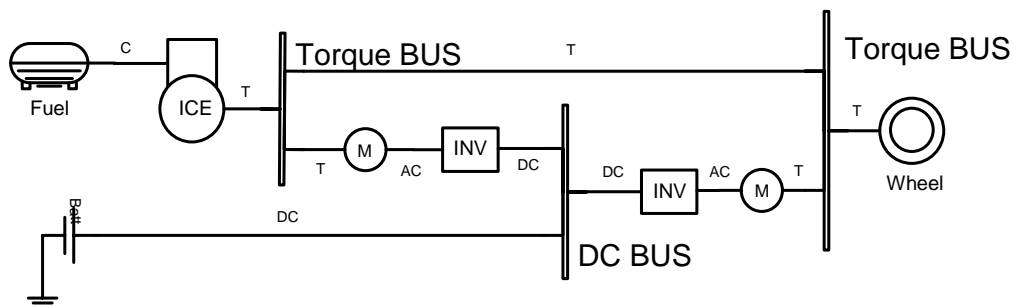 C
Fuel
ICE
T
Torque BUS
T
Torque BUS
T
Wheel
T
M
AC
INV
DC
DC
INV
AC
M
T
Batt
DC
DC BUS